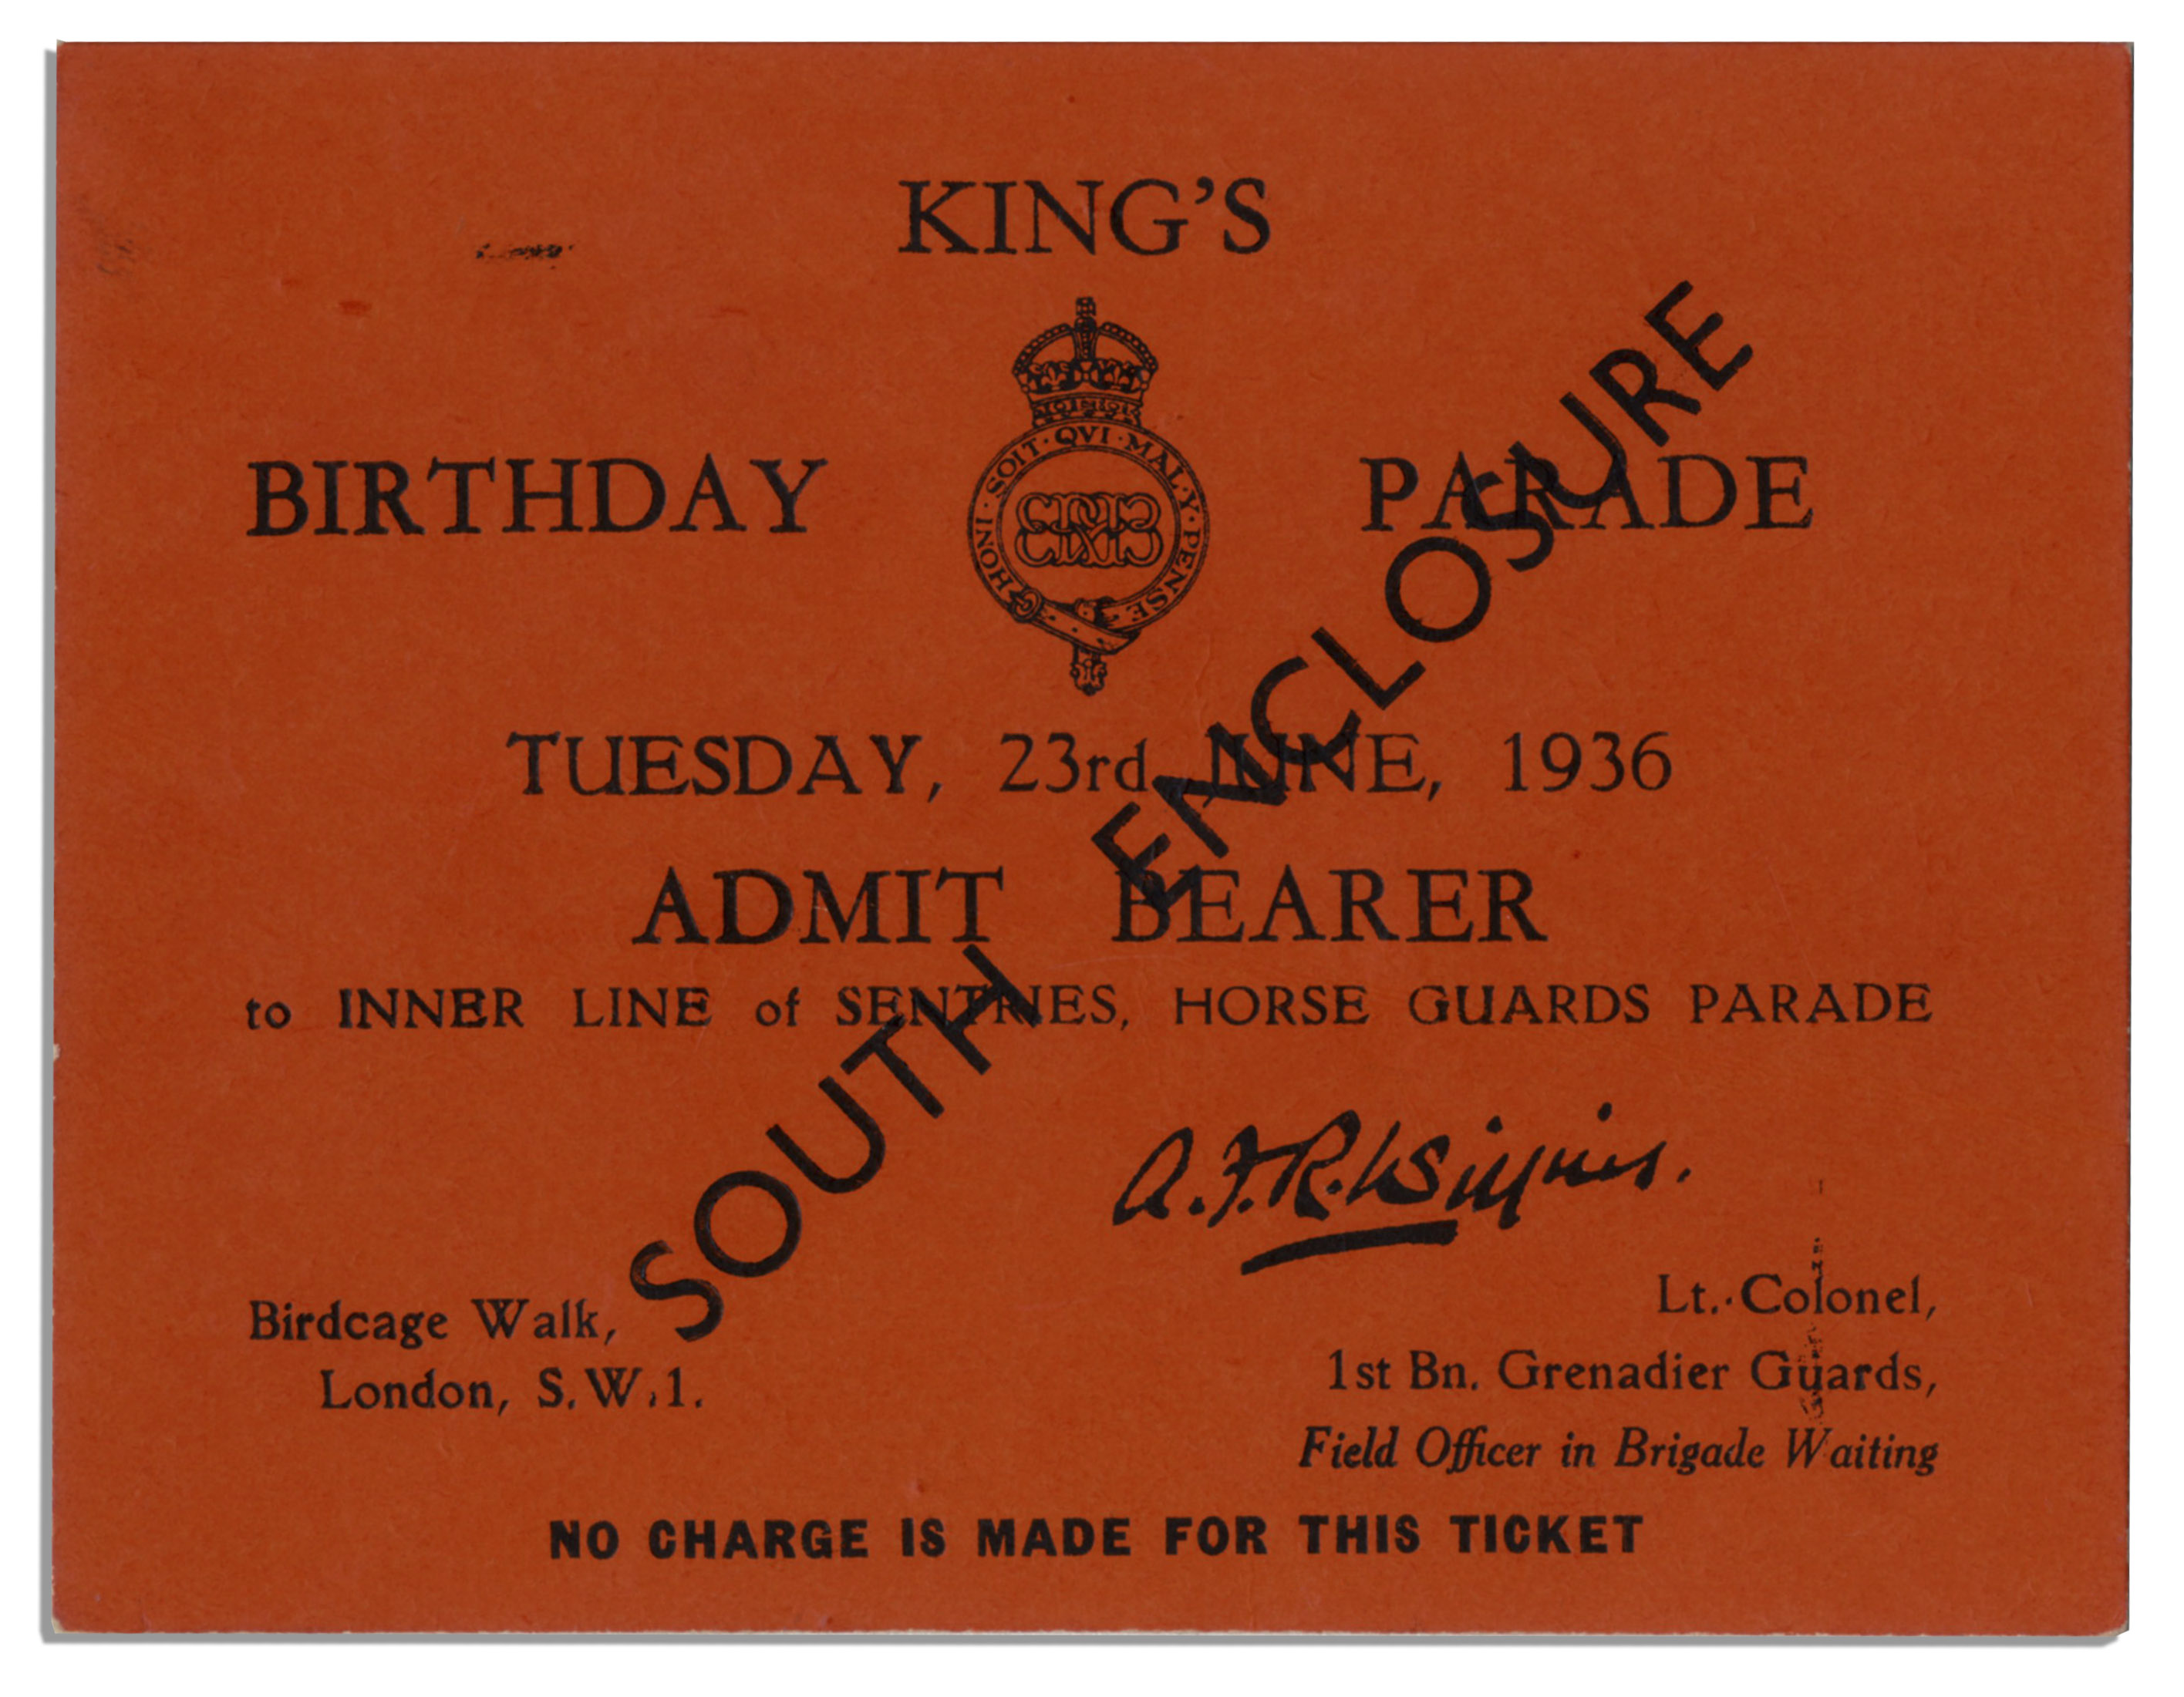 KING'S
HONI · SOIT · QVI · MAL · Y · PENSE
BIRTHDAY PARADE
TUESDAY, 23rd JUNE, 1936
ADMIT BEARER
to INNER LINE of SENTRIES, HORSE GUARDS PARADE
SOUTH ENCLOSURE
A.F.R. Wiggins.
Birdcage Walk,
London, S.W.1.
Lt.-Colonel,
1st Bn. Grenadier Guards,
Field Officer in Brigade Waiting
NO CHARGE IS MADE FOR THIS TICKET